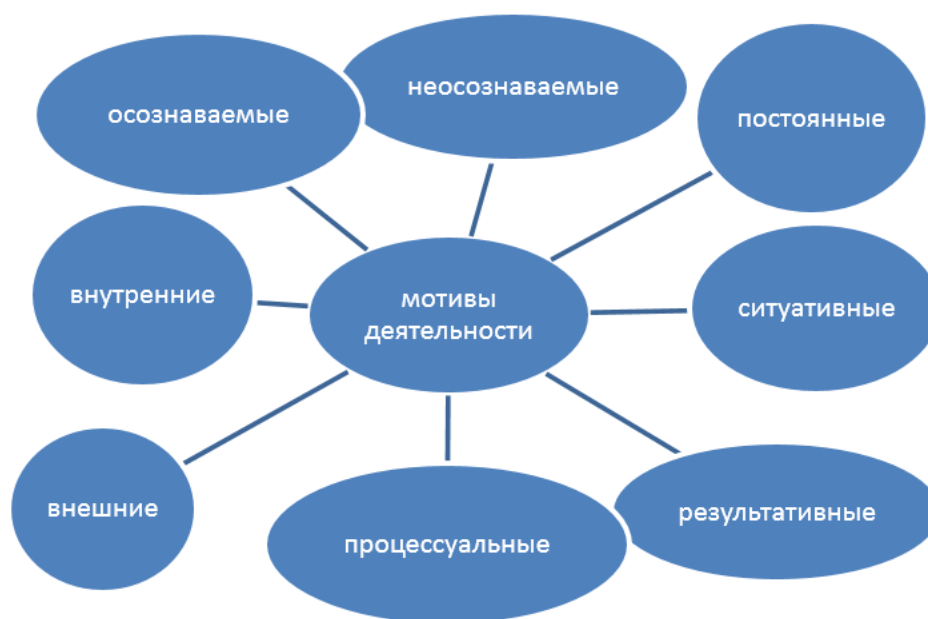 неосознаваемые
осознаваемые
постоянные
внутренние
мотивы
деятельности
ситуативные
внешние
процессуальные
результативные